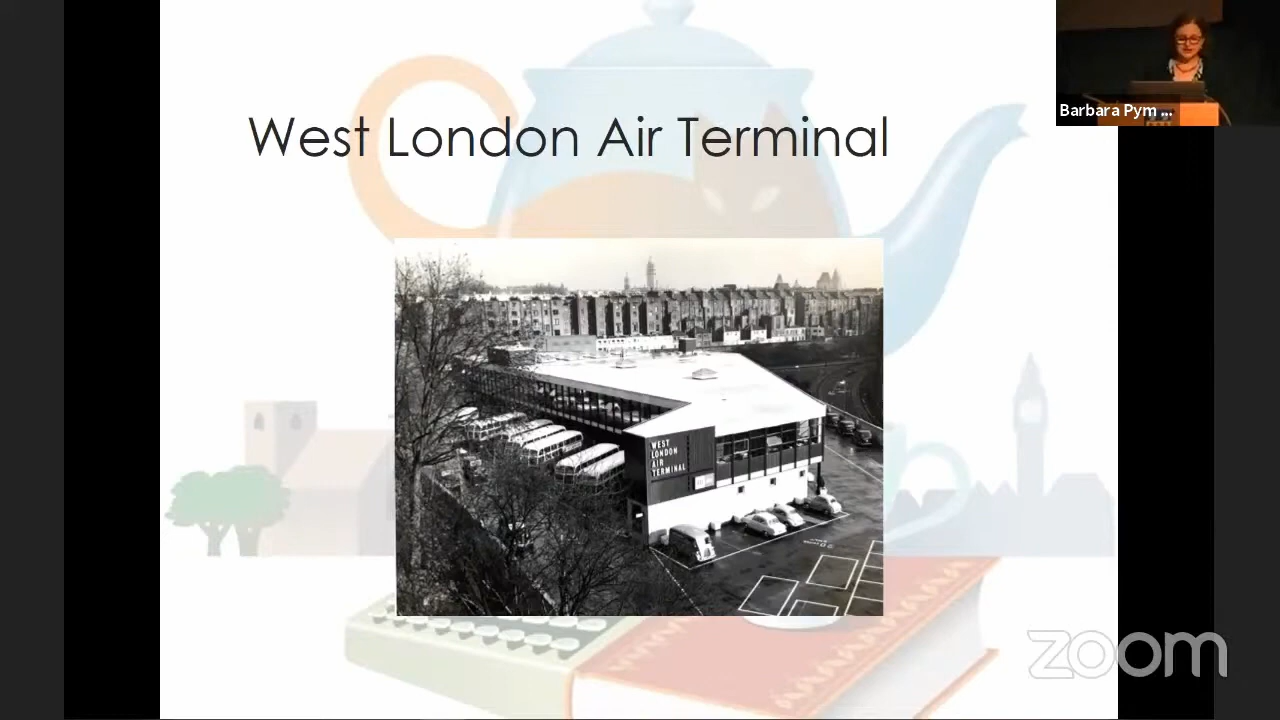 West London Air Terminal
Barbara Pym ...
WEST
LONDON
AIR
TERMINAL
zoom